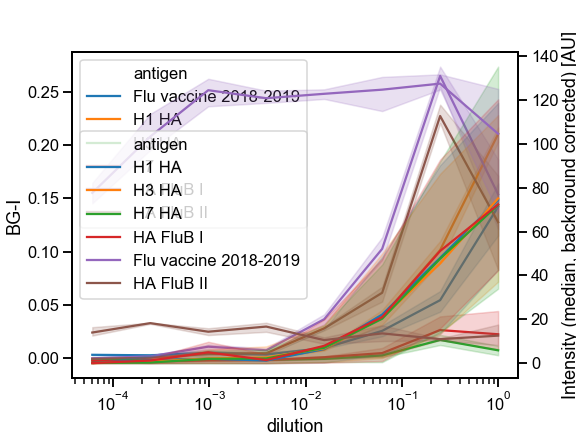 antigen
Flu vaccine 2018-2019
H1 HA
antigen
H1 HA
H3 HA
H7 HA
HA FluB I
Flu vaccine 2018-2019
HA FluB II
BG-I
0.25
0.20
0.15
0.10
0.05
0.00
140
120
100
80
60
40
20
0
Intensity (median, background corrected) [AU]
10⁻⁴
10⁻³
10⁻²
10⁻¹
10⁰
dilution